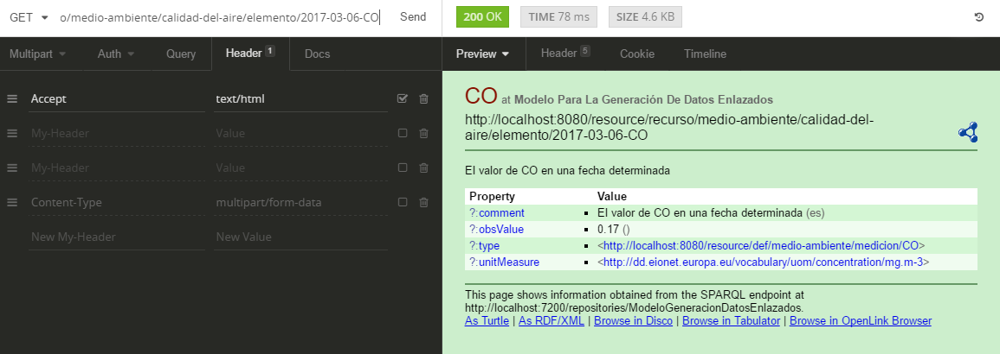 GET o/medio-ambiente/calidad-del-aire/elemento/2017-03-06-CO Send
200 OK TIME 78 ms SIZE 4.6 KB
Multipart Auth Query Header 1 Docs
Accept text/html
My-Header Value
My-Header Value
Content-Type multipart/form-data
New My-Header New Value
Preview Header 5 Cookie Timeline
CO at Modelo Para La Generación De Datos Enlazados
http://localhost:8080/resource/recurso/medio-ambiente/calidad-del-
aire/elemento/2017-03-06-CO
El valor de CO en una fecha determinada
Property Value
?:comment El valor de CO en una fecha determinada (es)
?:obsValue 0.17 ()
?:type <http://localhost:8080/resource/def/medio-ambiente/medicion/CO>
?:unitMeasure <http://dd.eionet.europa.eu/vocabulary/uom/concentration/mg.m-3>
This page shows information obtained from the SPARQL endpoint at
http://localhost:7200/repositories/ModeloGeneracionDatosEnlazados.
As Turtle | As RDF/XML | Browse in Disco | Browse in Tabulator | Browse in OpenLink Browser